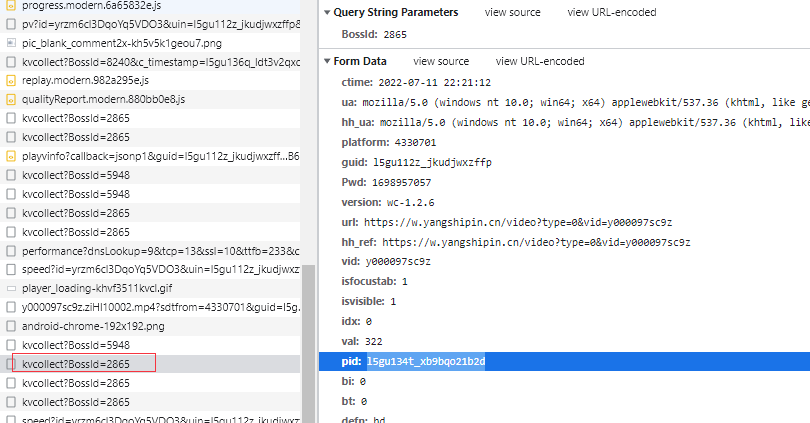 progress.modern.6a65832e.js
pv?id=yrzm6cl3DqoYq5VDO3&uin=l5gu112z_jkudjwxzffp&
pic_blank_comment2x-kh5v5k1geou7.png
kvcollect?BossId=8240&c_timestamp=l5gu136q_ldt3v2qxc
replay.modern.982a295e.js
qualityReport.modern.880bb0e8.js
kvcollect?BossId=2865
kvcollect?BossId=2865
playvinfo?callback=jsonp1&guid=l5gu112z_jkudjwxzff...B6
kvcollect?BossId=5948
kvcollect?BossId=5948
kvcollect?BossId=2865
kvcollect?BossId=2865
performance?dnsLookup=9&tcp=13&ssl=10&ttfb=233&c
speed?id=yrzm6cl3DqoYq5VDO3&uin=l5gu112z_jkudjwxz
player_loading-khvf3511kvcl.gif
y000097sc9z.ziHI10002.mp4?sdtfrom=4330701&guid=l5g
android-chrome-192x192.png
kvcollect?BossId=5948
kvcollect?BossId=2865
kvcollect?BossId=2865
kvcollect?BossId=2865
speed?id=yrzm6cl3DqoYq5VDO3&uin=l5gu112z_jkudjwxz
Query String Parameters view source view URL-encoded
BossId: 2865
Form Data view source view URL-encoded
ctime: 2022-07-11 22:21:12
ua: mozilla/5.0 (windows nt 10.0; win64; x64) applewebkit/537.36 (khtml, like ge
hh_ua: mozilla/5.0 (windows nt 10.0; win64; x64) applewebkit/537.36 (khtml, like
platform: 4330701
guid: l5gu112z_jkudjwxzffp
Pwd: 1698957057
version: wc-1.2.6
url: https://w.yangshipin.cn/video?type=0&vid=y000097sc9z
hh_ref: https://w.yangshipin.cn/video?type=0&vid=y000097sc9z
vid: y000097sc9z
isfocustab: 1
isvisible: 1
idx: 0
val: 322
pid: l5gu134t_xb9bqo21b2d
bi: 0
bt: 0
defn: hd